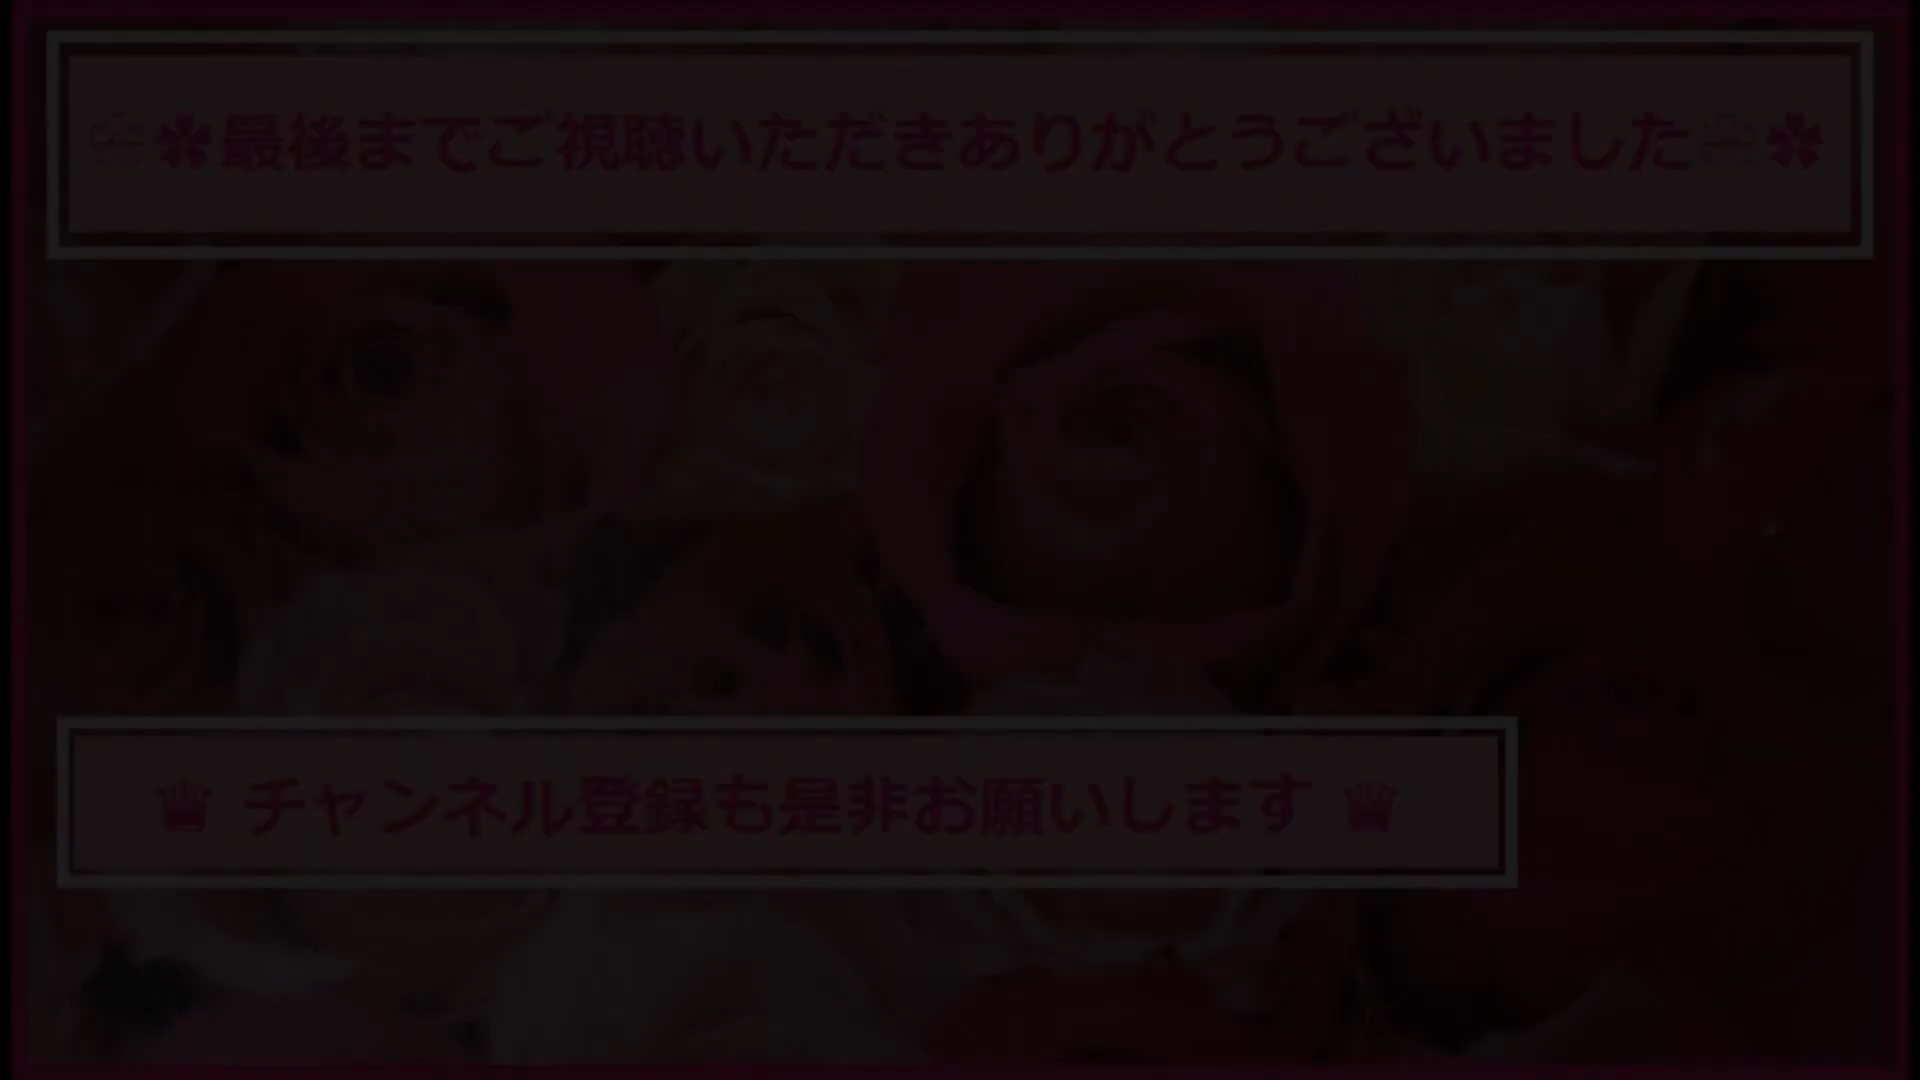 ✽✿最後までご視聴いただきありがとうございました✽✿
♛ チャンネル登録も是非お願いします ♛